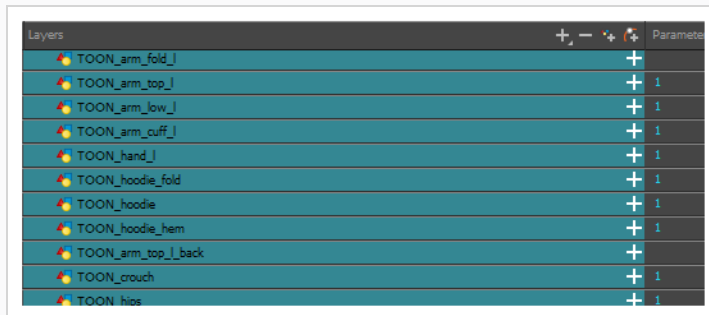 Layers Parameter
TOON_arm_fold_l
TOON_arm_top_l 1
TOON_arm_low_l 1
TOON_arm_cuff_l 1
TOON_hand_l 1
TOON_hoodie_fold 1
TOON_hoodie 1
TOON_hoodie_hem 1
TOON_arm_top_l_back
TOON_crouch 1
TOON_hips 1